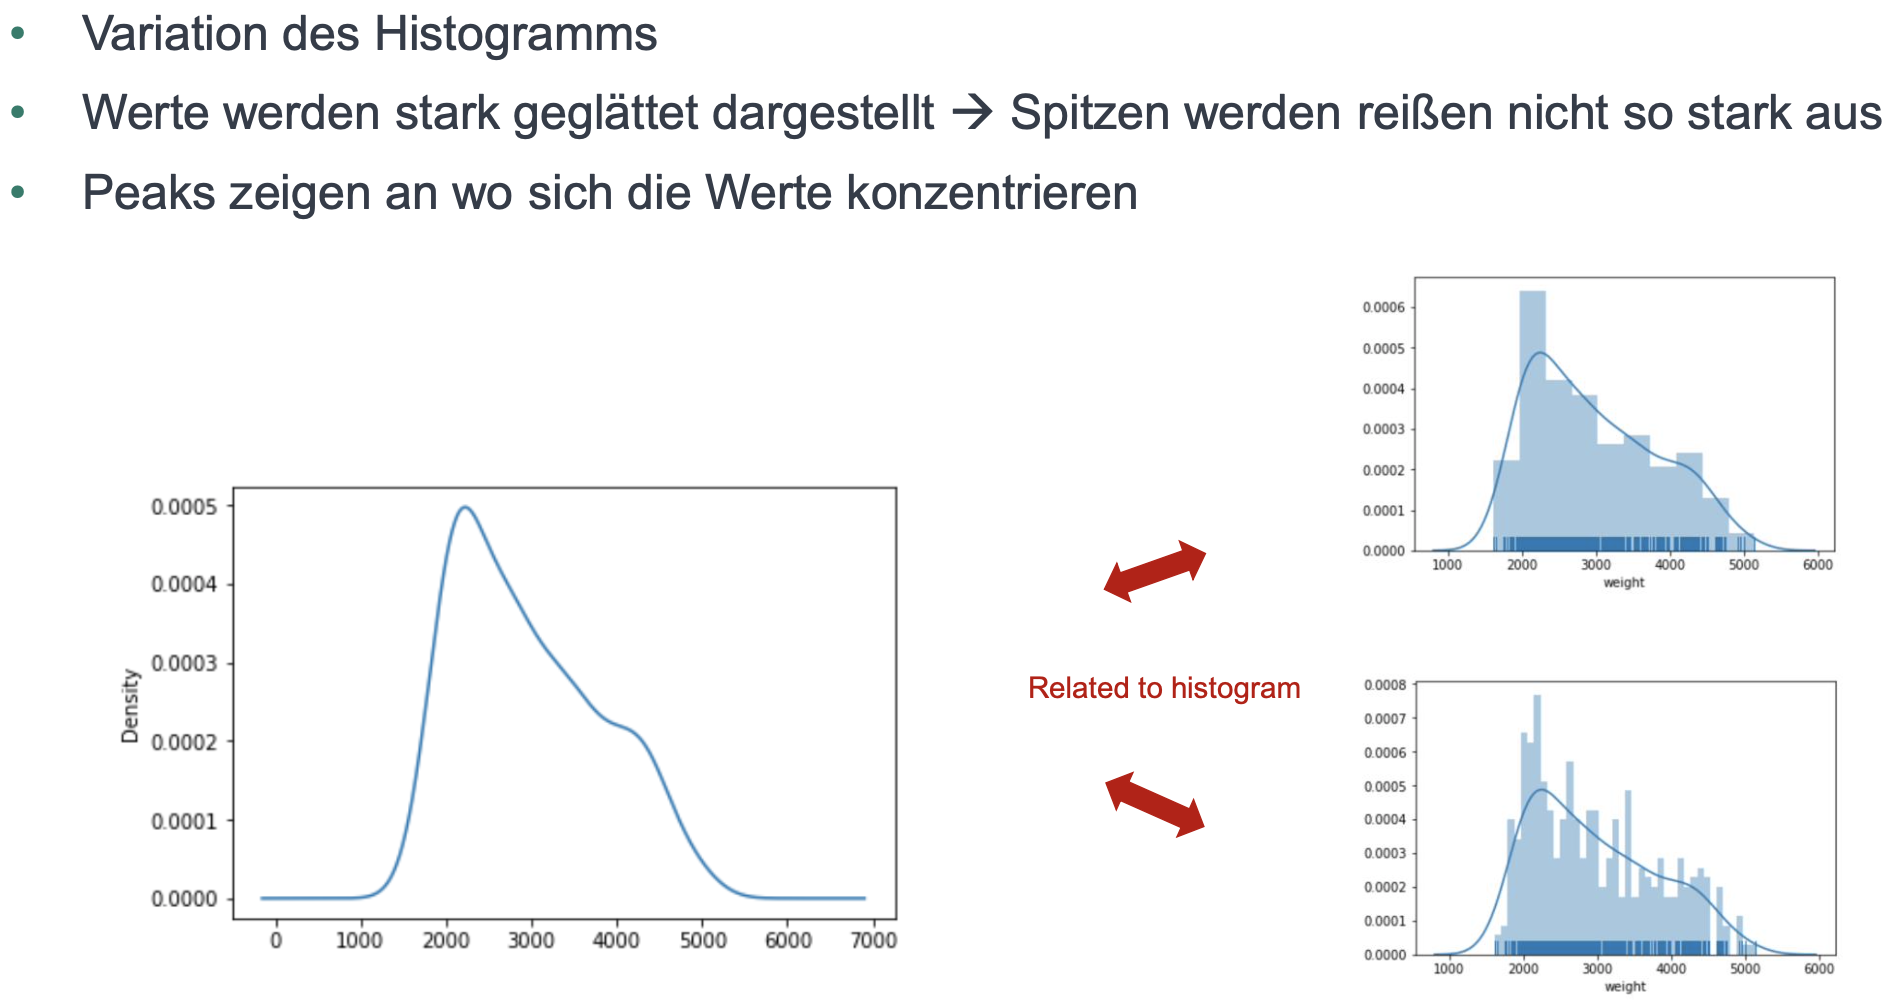 • Variation des Histogramms
• Werte werden stark geglättet dargestellt → Spitzen werden reißen nicht so stark aus
• Peaks zeigen an wo sich die Werte konzentrieren
Density
0.0005
0.0004
0.0003
0.0002
0.0001
0.0000
0 1000 2000 3000 4000 5000 6000 7000
Related to histogram
0.0006
0.0005
0.0004
0.0003
0.0002
0.0001
0.0000
1000 2000 3000 4000 5000 6000
weight
0.0008
0.0007
0.0006
0.0005
0.0004
0.0003
0.0002
0.0001
0.0000
1000 2000 3000 4000 5000 6000
weight